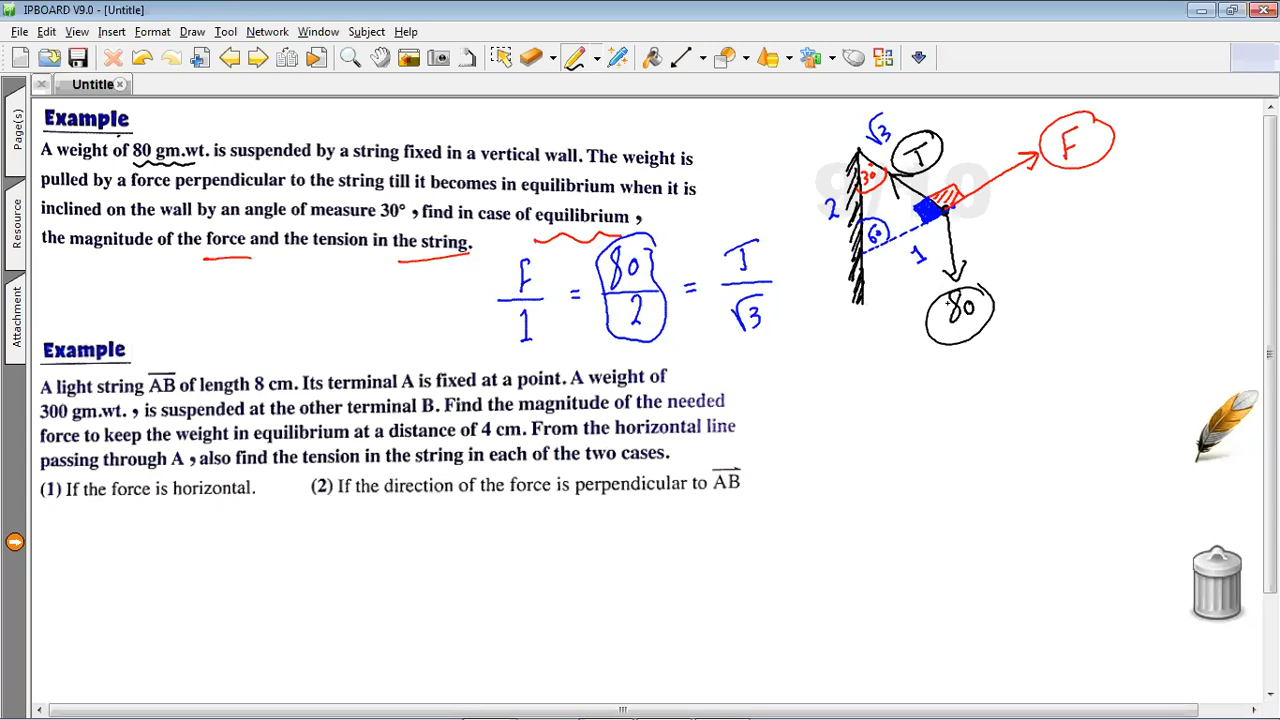 IPBOARD V9.0 - [Untitled]
File Edit View Insert Format Draw Tool Network Window Subject Help
Untitle
Page(s)
Resource
Attachment
Example
A weight of 80 gm.wt. is suspended by a string fixed in a vertical wall. The weight is
pulled by a force perpendicular to the string till it becomes in equilibrium when it is
inclined on the wall by an angle of measure 30° , find in case of equilibrium ,
the magnitude of the force and the tension in the string.
F/1 = 80/2 = T/√3
√3
T
F
30
2
60
1
80
Example
A light string AB of length 8 cm. Its terminal A is fixed at a point. A weight of
300 gm.wt. , is suspended at the other terminal B. Find the magnitude of the needed
force to keep the weight in equilibrium at a distance of 4 cm. From the horizontal line
passing through A , also find the tension in the string in each of the two cases.
(1) If the force is horizontal. (2) If the direction of the force is perpendicular to AB